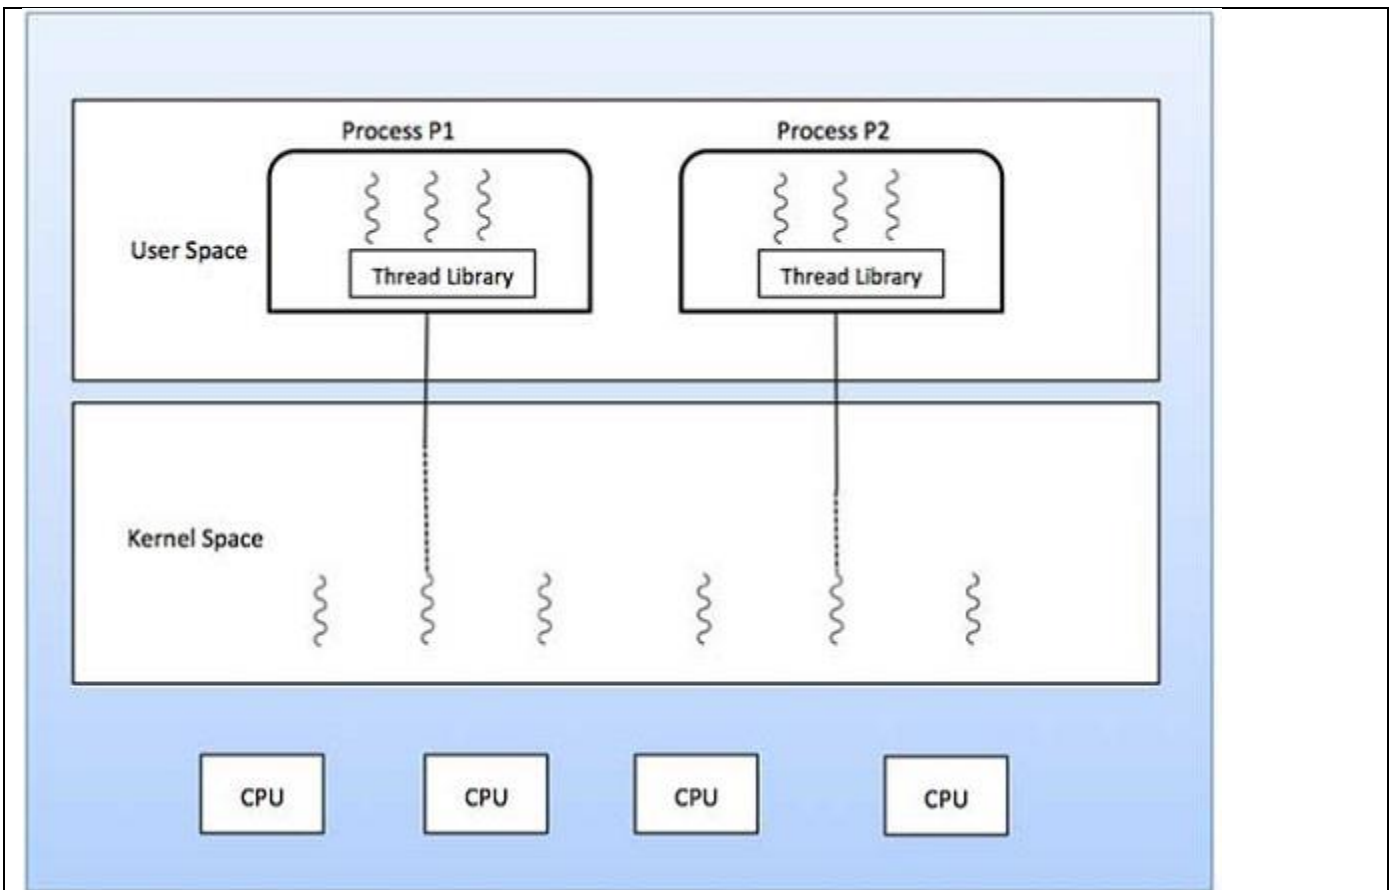 Process P1
Process P2
User Space
Thread Library
Thread Library
Kernel Space
CPU
CPU
CPU
CPU